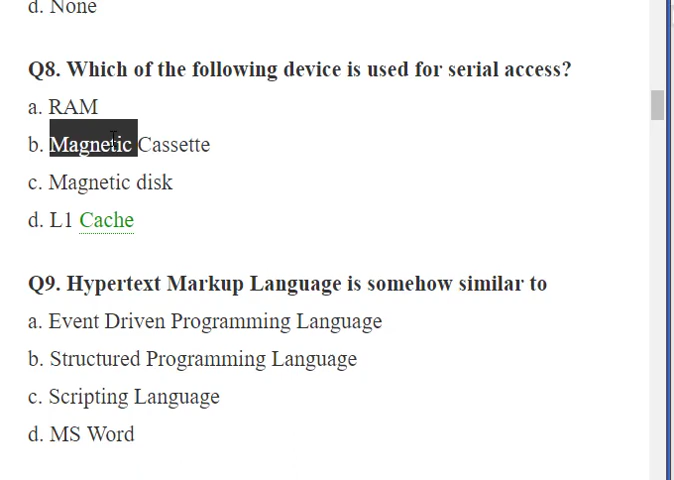 d. None
Q8. Which of the following device is used for serial access?
a. RAM
b. Magnetic Cassette
c. Magnetic disk
d. L1 Cache
Q9. Hypertext Markup Language is somehow similar to
a. Event Driven Programming Language
b. Structured Programming Language
c. Scripting Language
d. MS Word